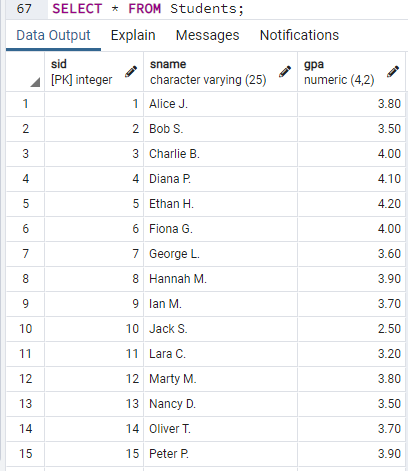 67 SELECT * FROM Students;
Data Output Explain Messages Notifications
sid sname gpa
[PK] integer character varying (25) numeric (4,2)
1 1 Alice J. 3.80
2 2 Bob S. 3.50
3 3 Charlie B. 4.00
4 4 Diana P. 4.10
5 5 Ethan H. 4.20
6 6 Fiona G. 4.00
7 7 George L. 3.60
8 8 Hannah M. 3.90
9 9 Ian M. 3.70
10 10 Jack S. 2.50
11 11 Lara C. 3.20
12 12 Marty M. 3.80
13 13 Nancy D. 3.50
14 14 Oliver T. 3.70
15 15 Peter P. 3.90